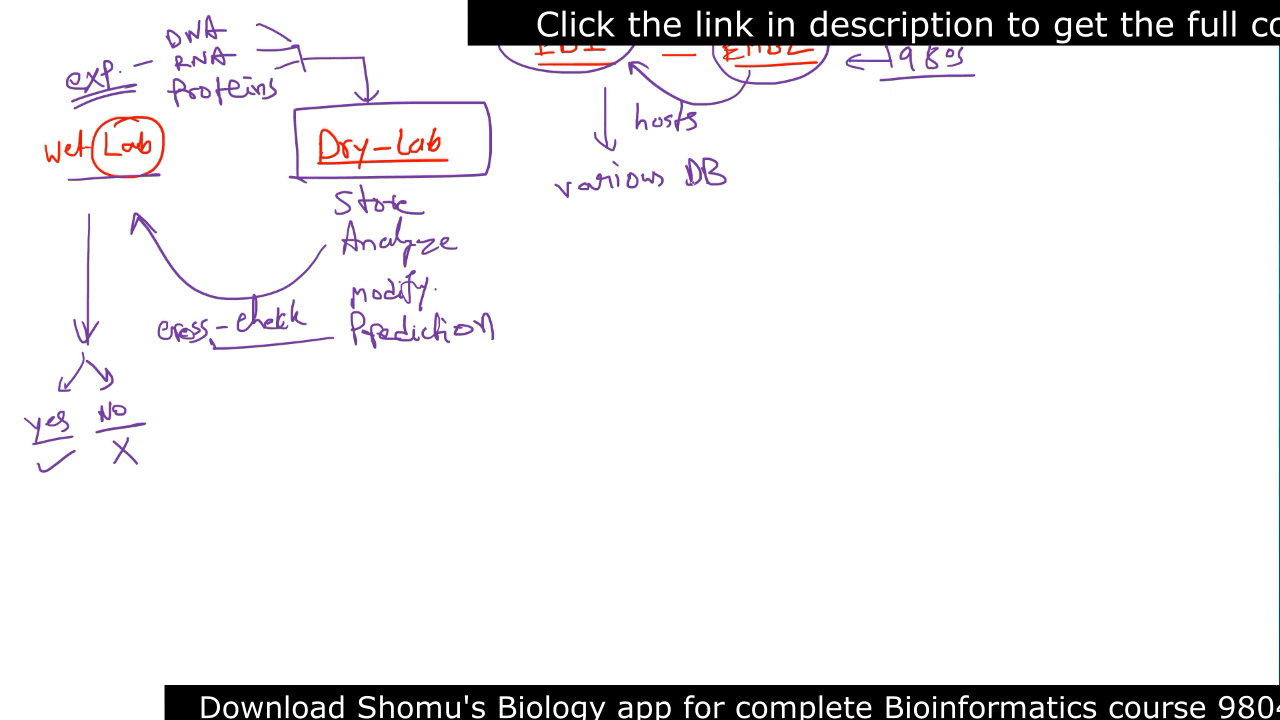 Click the link in description to get the full co
DNA
exp. - RNA
Proteins
EBI - EMBL
1980s
hosts
wet Lab
Dry-Lab
various DB
Store
Analyze
modify.
cross-check
Prediction
Yes NO
✓ X
Download Shomu's Biology app for complete Bioinformatics course 980